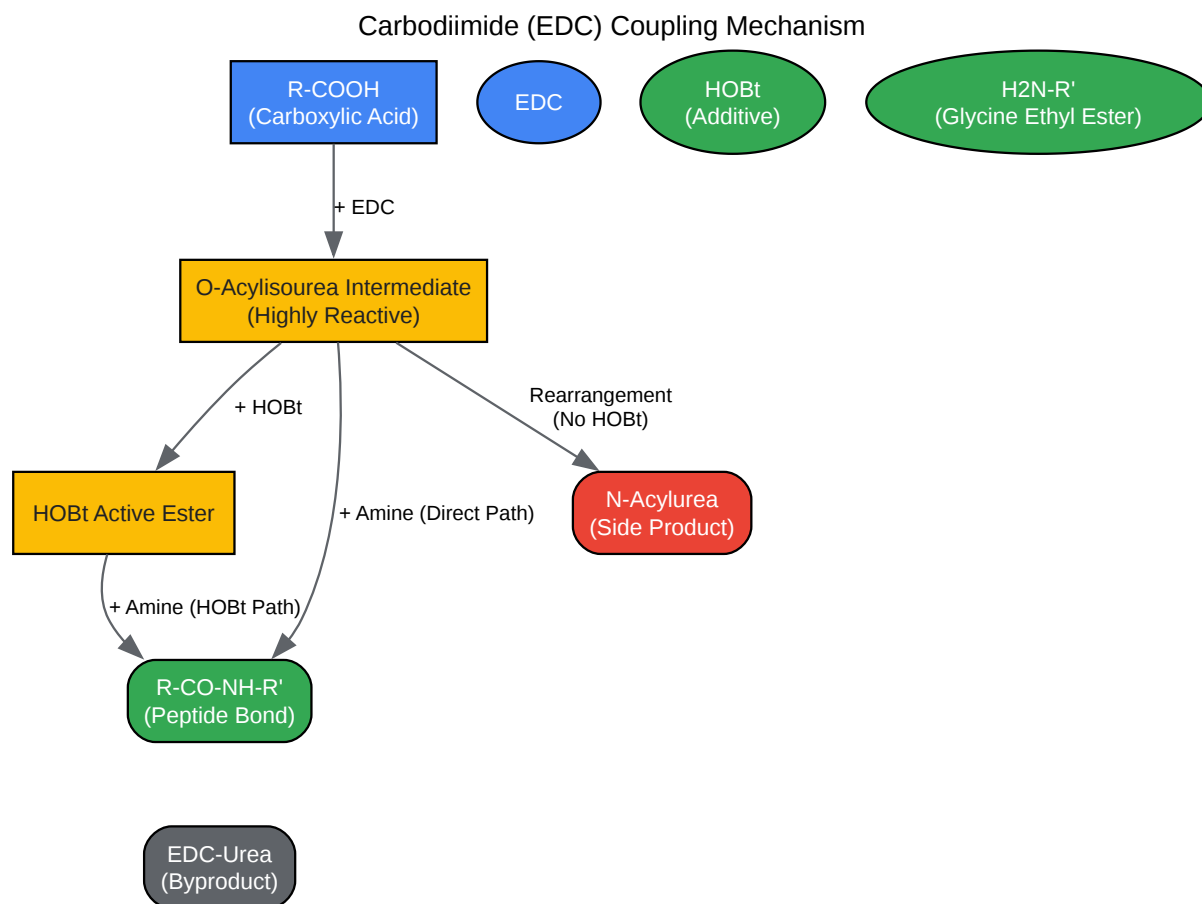 Carbodiimide (EDC) Coupling Mechanism
R-COOH
(Carboxylic Acid)
EDC
HOBt
(Additive)
H2N-R'
(Glycine Ethyl Ester)
+ EDC
O-Acylisourea Intermediate
(Highly Reactive)
+ HOBt
Rearrangement
(No HOBt)
HOBt Active Ester
+ Amine (Direct Path)
N-Acylurea
(Side Product)
+ Amine (HOBt Path)
R-CO-NH-R'
(Peptide Bond)
EDC-Urea
(Byproduct)